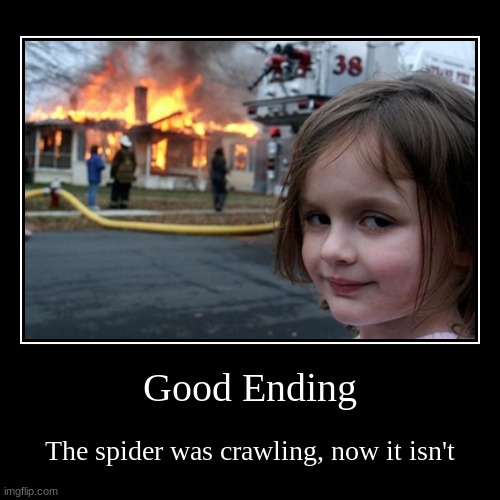 38
Good Ending
The spider was crawling, now it isn't
imgflip.com